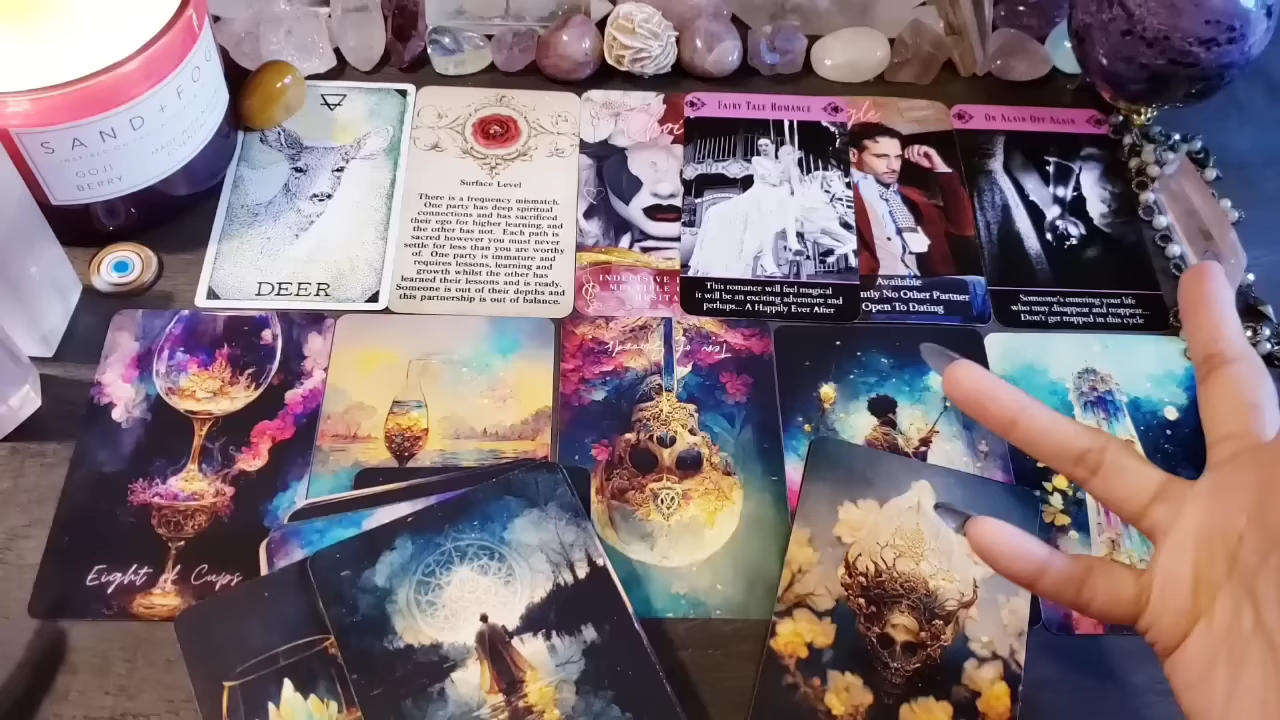 SAND + FOG
GOJI
BERRY
DEER
Surface Level
There is a frequency mismatch.
One party has deep spiritual
connections and has sacrificed
their ego for higher learning, and
the other has not. Each path is
sacred however you must never
settle for less than you are worthy
of. One party is immature and
requires lessons, learning and
growth whilst the other has
learned their lessons and is ready.
Someone is out of their depths and
this partnership is out of balance.
Fairy Tale Romance
This romance will feel magical
it will be an exciting adventure and
perhaps... A Happily Ever After
Available
No Other Partner
Open To Dating
On Again Off Again
Someone's entering your life
who may disappear and reappear...
Don't get trapped in this cycle
Ten of Swords
Eight of Cups